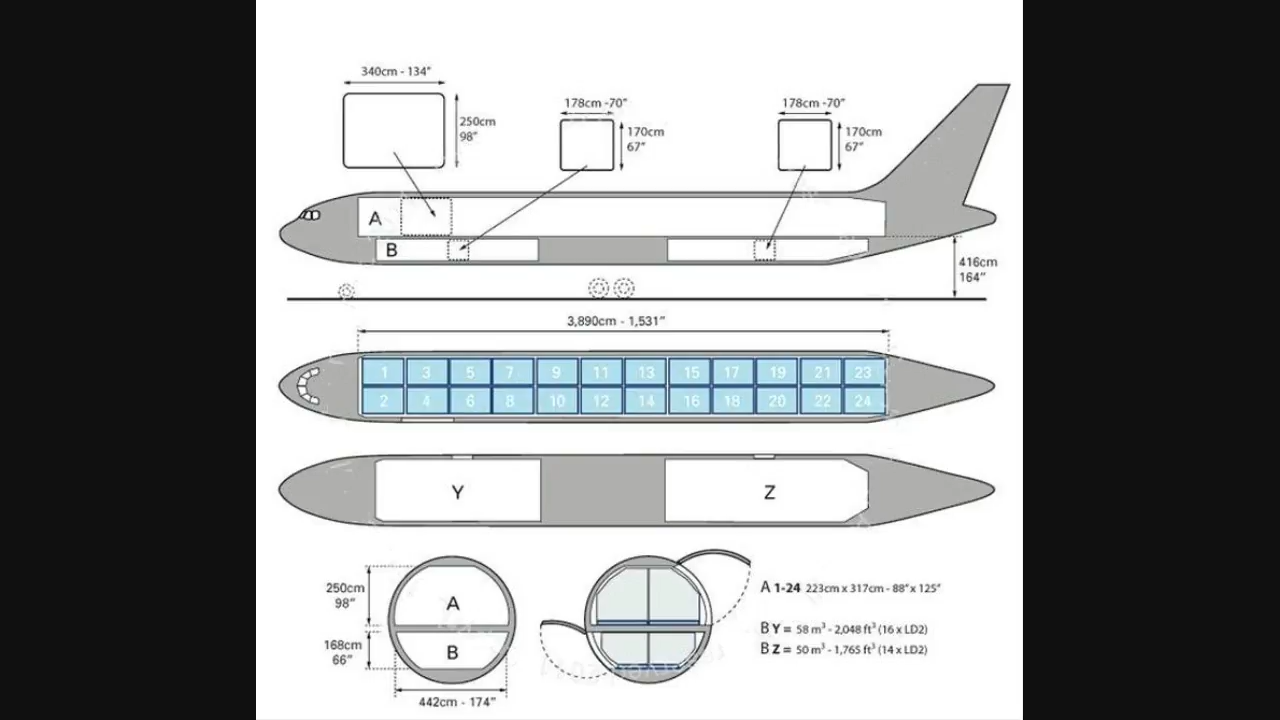 340cm - 134"
250cm
98"
178cm -70"
170cm
67"
178cm -70"
170cm
67"
A
B
416cm
164"
3,890cm - 1,531"
1 3 5 7 9 11 13 15 17 19 21 23
2 4 6 8 10 12 14 16 18 20 22 24
Y
Z
250cm
98"
A
168cm
66"
B
442cm - 174"
A 1-24 223cm x 317cm - 88" x 125"
B Y = 58 m³ - 2,048 ft³ (16 x LD2)
B Z = 50 m³ - 1,765 ft³ (14 x LD2)